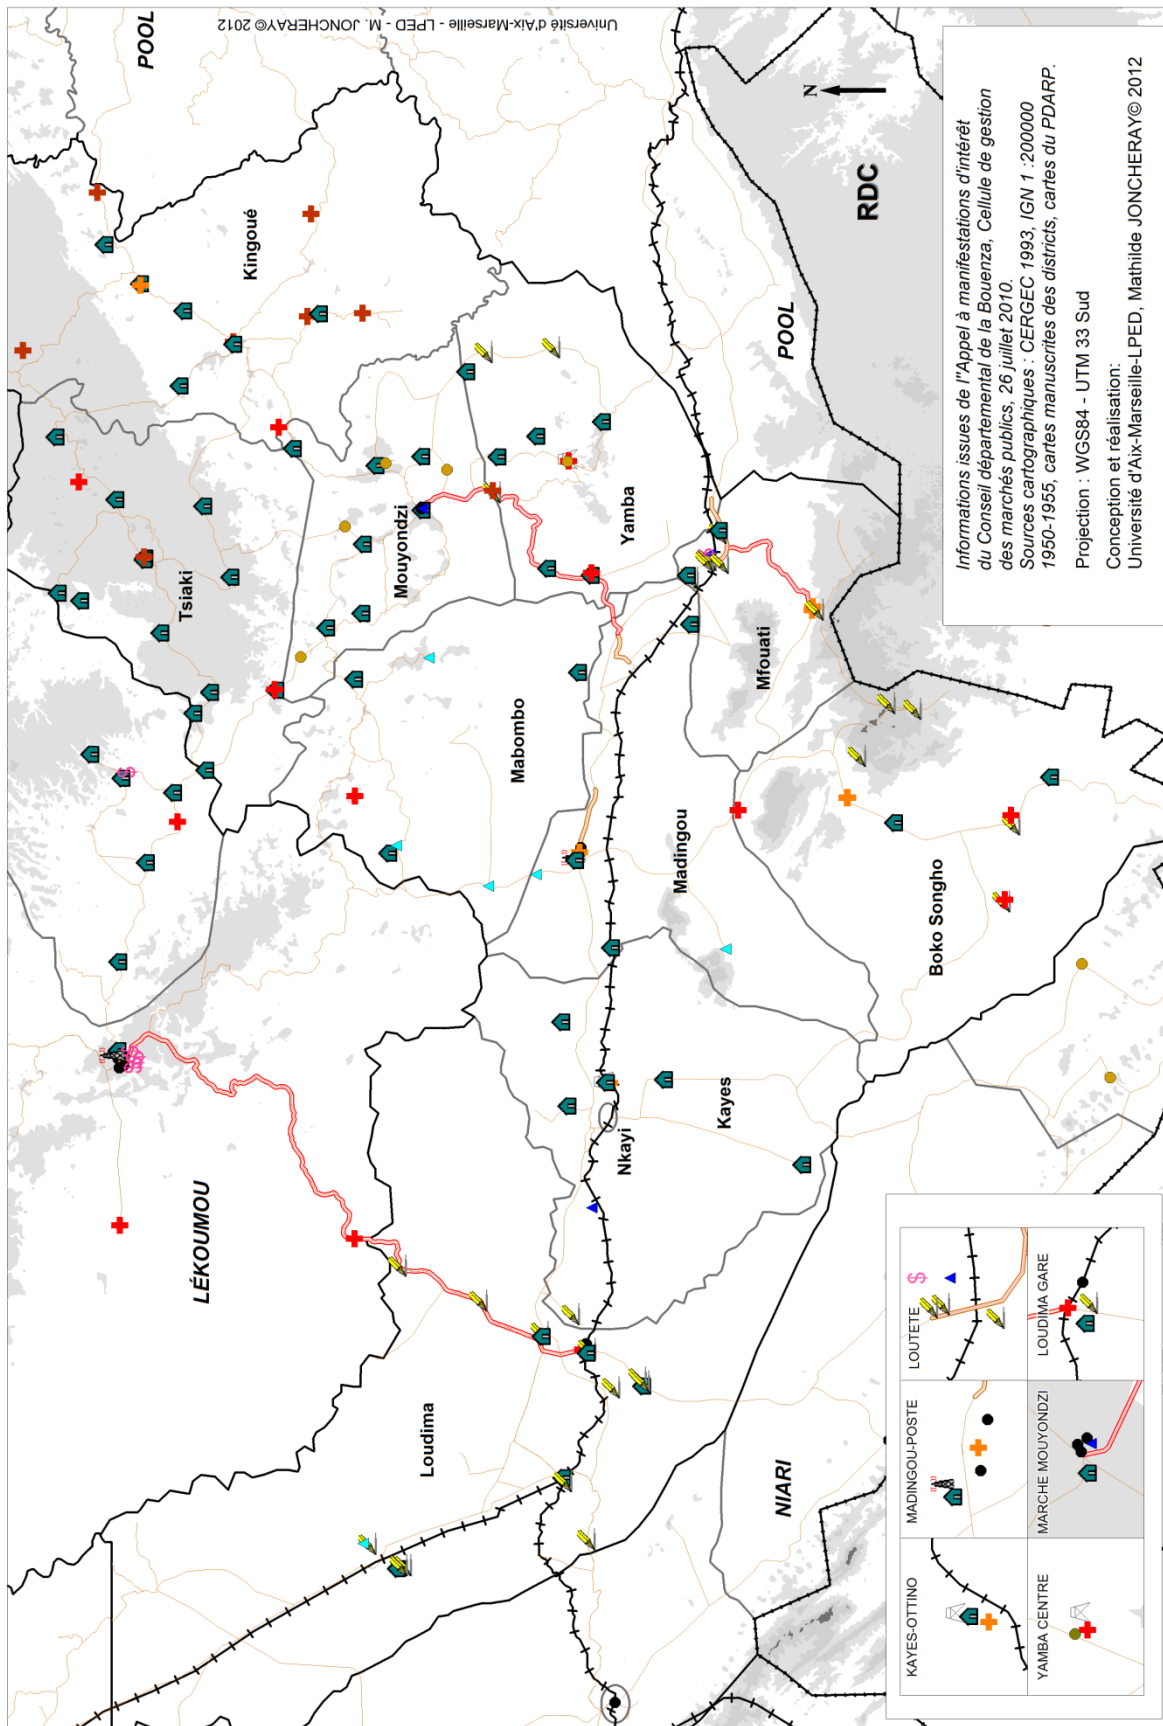 POOL
Université d'Aix-Marseille - LPED - M. JONCHERAY© 2012
Kingoué
Tsiaki
Mouyondzi
Yamba
LÉKOUMOU
Mabombo
Mfouati
POOL
RDC
N
Madingou
Nkayi
Kayes
Boko Songho
Loudima
NIARI
Informations issues de l''Appel à manifestations d'intérêt
du Conseil départemental de la Bouenza, Cellule de gestion
des marchés publics, 26 juillet 2010.
Sources cartographiques : CERGEC 1993, IGN 1 :200000
1950-1955, cartes manuscrites des districts, cartes du PDARP.
Projection : WGS84 - UTM 33 Sud
Conception et réalisation:
Université d'Aix-Marseille-LPED, Mathilde JONCHERAY© 2012
KAYES-OTTINO
MADINGOU-POSTE
LOUTETE
YAMBA CENTRE
MARCHE MOUYONDZI
LOUDIMA GARE